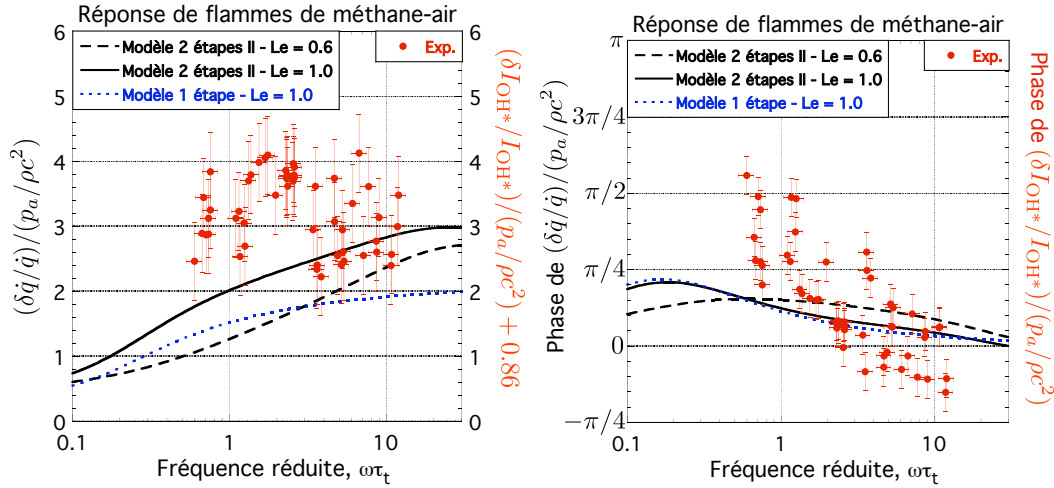 Réponse de flammes de méthane-air
Modèle 2 étapes II - Le = 0.6
Modèle 2 étapes II - Le = 1.0
Modèle 1 étape - Le = 1.0
Exp.
6
5
4
3
2
1
0
6
5
4
3
2
1
0
0.1
1
10
Fréquence réduite, ωτt
(δq̇/q̇)/(pa/ρc²)
(δIOH*/IOH*)/(pa/ρc²) + 0.86
Réponse de flammes de méthane-air
Modèle 2 étapes II - Le = 0.6
Modèle 2 étapes II - Le = 1.0
Modèle 1 étape - Le = 1.0
Exp.
π
3π/4
π/2
π/4
0
−π/4
0.1
1
10
Fréquence réduite, ωτt
Phase de (δq̇/q̇)/(pa/ρc²)
Phase de (δIOH*/IOH*)/(pa/ρc²)